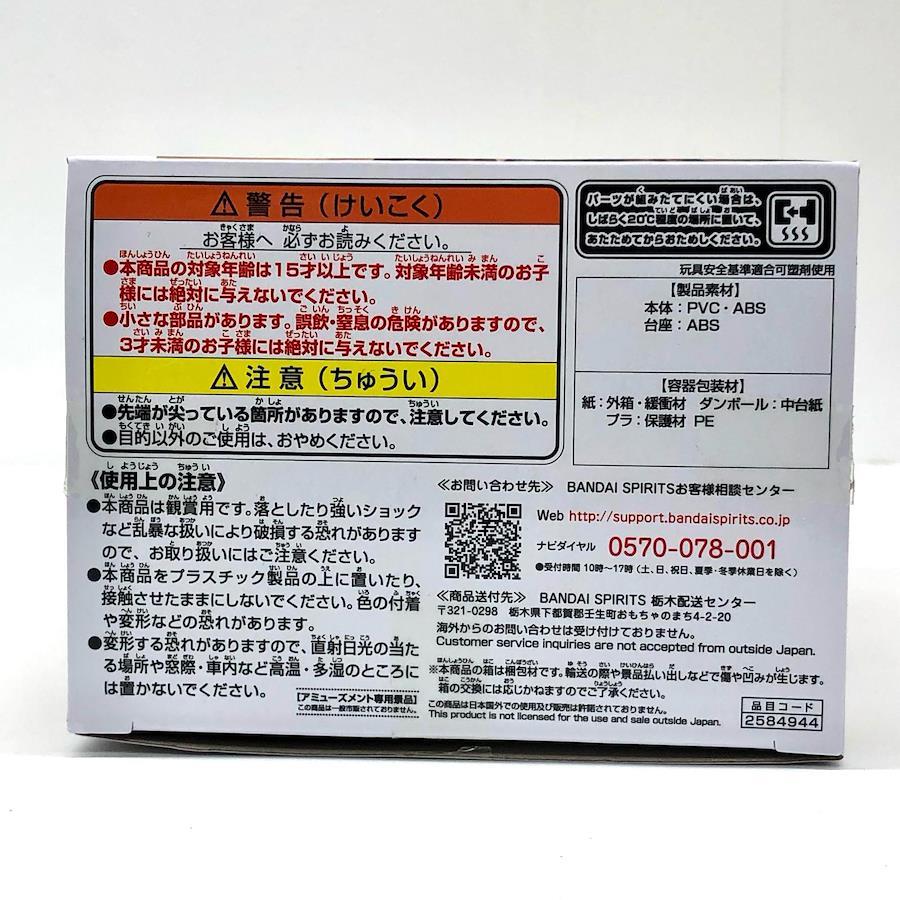 ⚠警告（けいこく）
お客様へ 必ずお読みください。
●本商品の対象年齢は15才以上です。対象年齢未満のお子
様には絶対に与えないでください。
●小さな部品があります。誤飲・窒息の危険がありますので、
3才未満のお子様には絶対に与えないでください。
⚠注意（ちゅうい）
●先端が尖っている箇所がありますので、注意してください。
●目的以外のご使用は、おやめください。
《使用上の注意》
●本商品は観賞用です。落としたり強いショック
など乱暴な扱いにより破損する恐れがあります
ので、お取り扱いにはご注意ください。
●本商品をプラスチック製品の上に置いたり、
接触させたままにしないでください。色の付着
や変形などの恐れがあります。
●変形する恐れがありますので、直射日光の当た
る場所や窓際・車内など高温・多湿のところに
は置かないでください。
【アミューズメント専用景品】
この商品は一般市販されておりません。
パーツが組みたてにくい場合は、
しばらく20℃程度の場所に置いて、
あたためてからおためしください。
玩具安全基準適合可塑剤使用
【製品素材】
本体：PVC・ABS
台座：ABS
【容器包装材】
紙：外箱・緩衝材 ダンボール：中台紙
プラ：保護材 PE
≪お問い合わせ先≫ BANDAI SPIRITSお客様相談センター
Web http://support.bandaispirits.co.jp
ナビダイヤル 0570-078-001
●受付時間 10時～17時（土、日、祝日、夏季・冬季休業日を除く）
≪商品送付先≫ BANDAI SPIRITS 栃木配送センター
〒321-0298 栃木県下都賀郡壬生町おもちゃのまち4-2-20
海外からのお問い合わせは受け付けておりません。
Customer service inquiries are not accepted from outside Japan.
※本商品の箱は梱包材です。輸送の際や景品払い出しなどで傷や凹みが生じます。
箱の交換には応じかねますのでご了承ください。
この商品は日本国外での使用及び販売は許諾されておりません。
This product is not licensed for the use and sale outside Japan.
品目コード
2584944